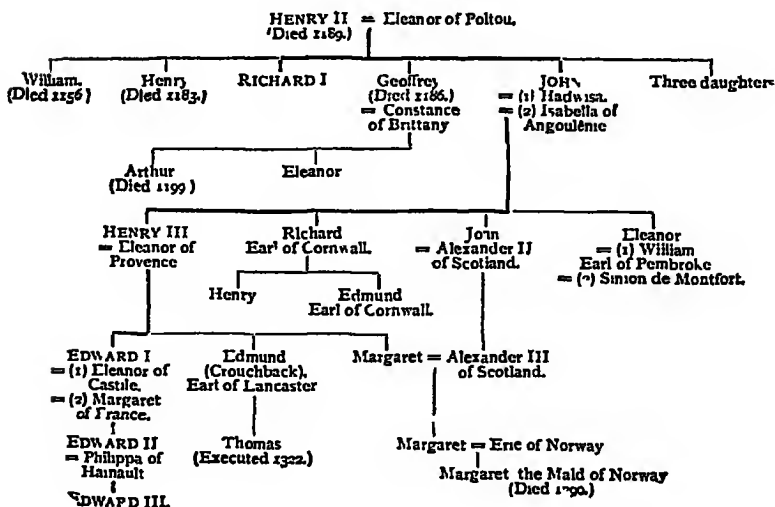 HENRY II = Eleanor of Poitou.
(Died 1189.)
William. Henry RICHARD I Geoffrey JOHN Three daughters
(Died 1156) (Died 1183.) (Died 1186.) = (1) Hadwisa.
= Constance = (2) Isabella of
of Brittany Angoulême
Arthur Eleanor
(Died 1199)
HENRY III Richard John Eleanor
= Eleanor of Earl of Cornwall. = Alexander II = (1) William
Provence of Scotland. Earl of Pembroke
= (2) Simon de Montfort.
Henry Edmund
Earl of Cornwall.
EDWARD I Edmund Margaret = Alexander III
= (1) Eleanor of (Crouchback). of Scotland.
Castile. Earl of Lancaster
= (2) Margaret
of France.
EDWARD II Thomas Margaret = Eric of Norway
= Philippa of (Executed 1322.)
Hainault Margaret the Maid of Norway
(Died 1290.)
EDWARD III.